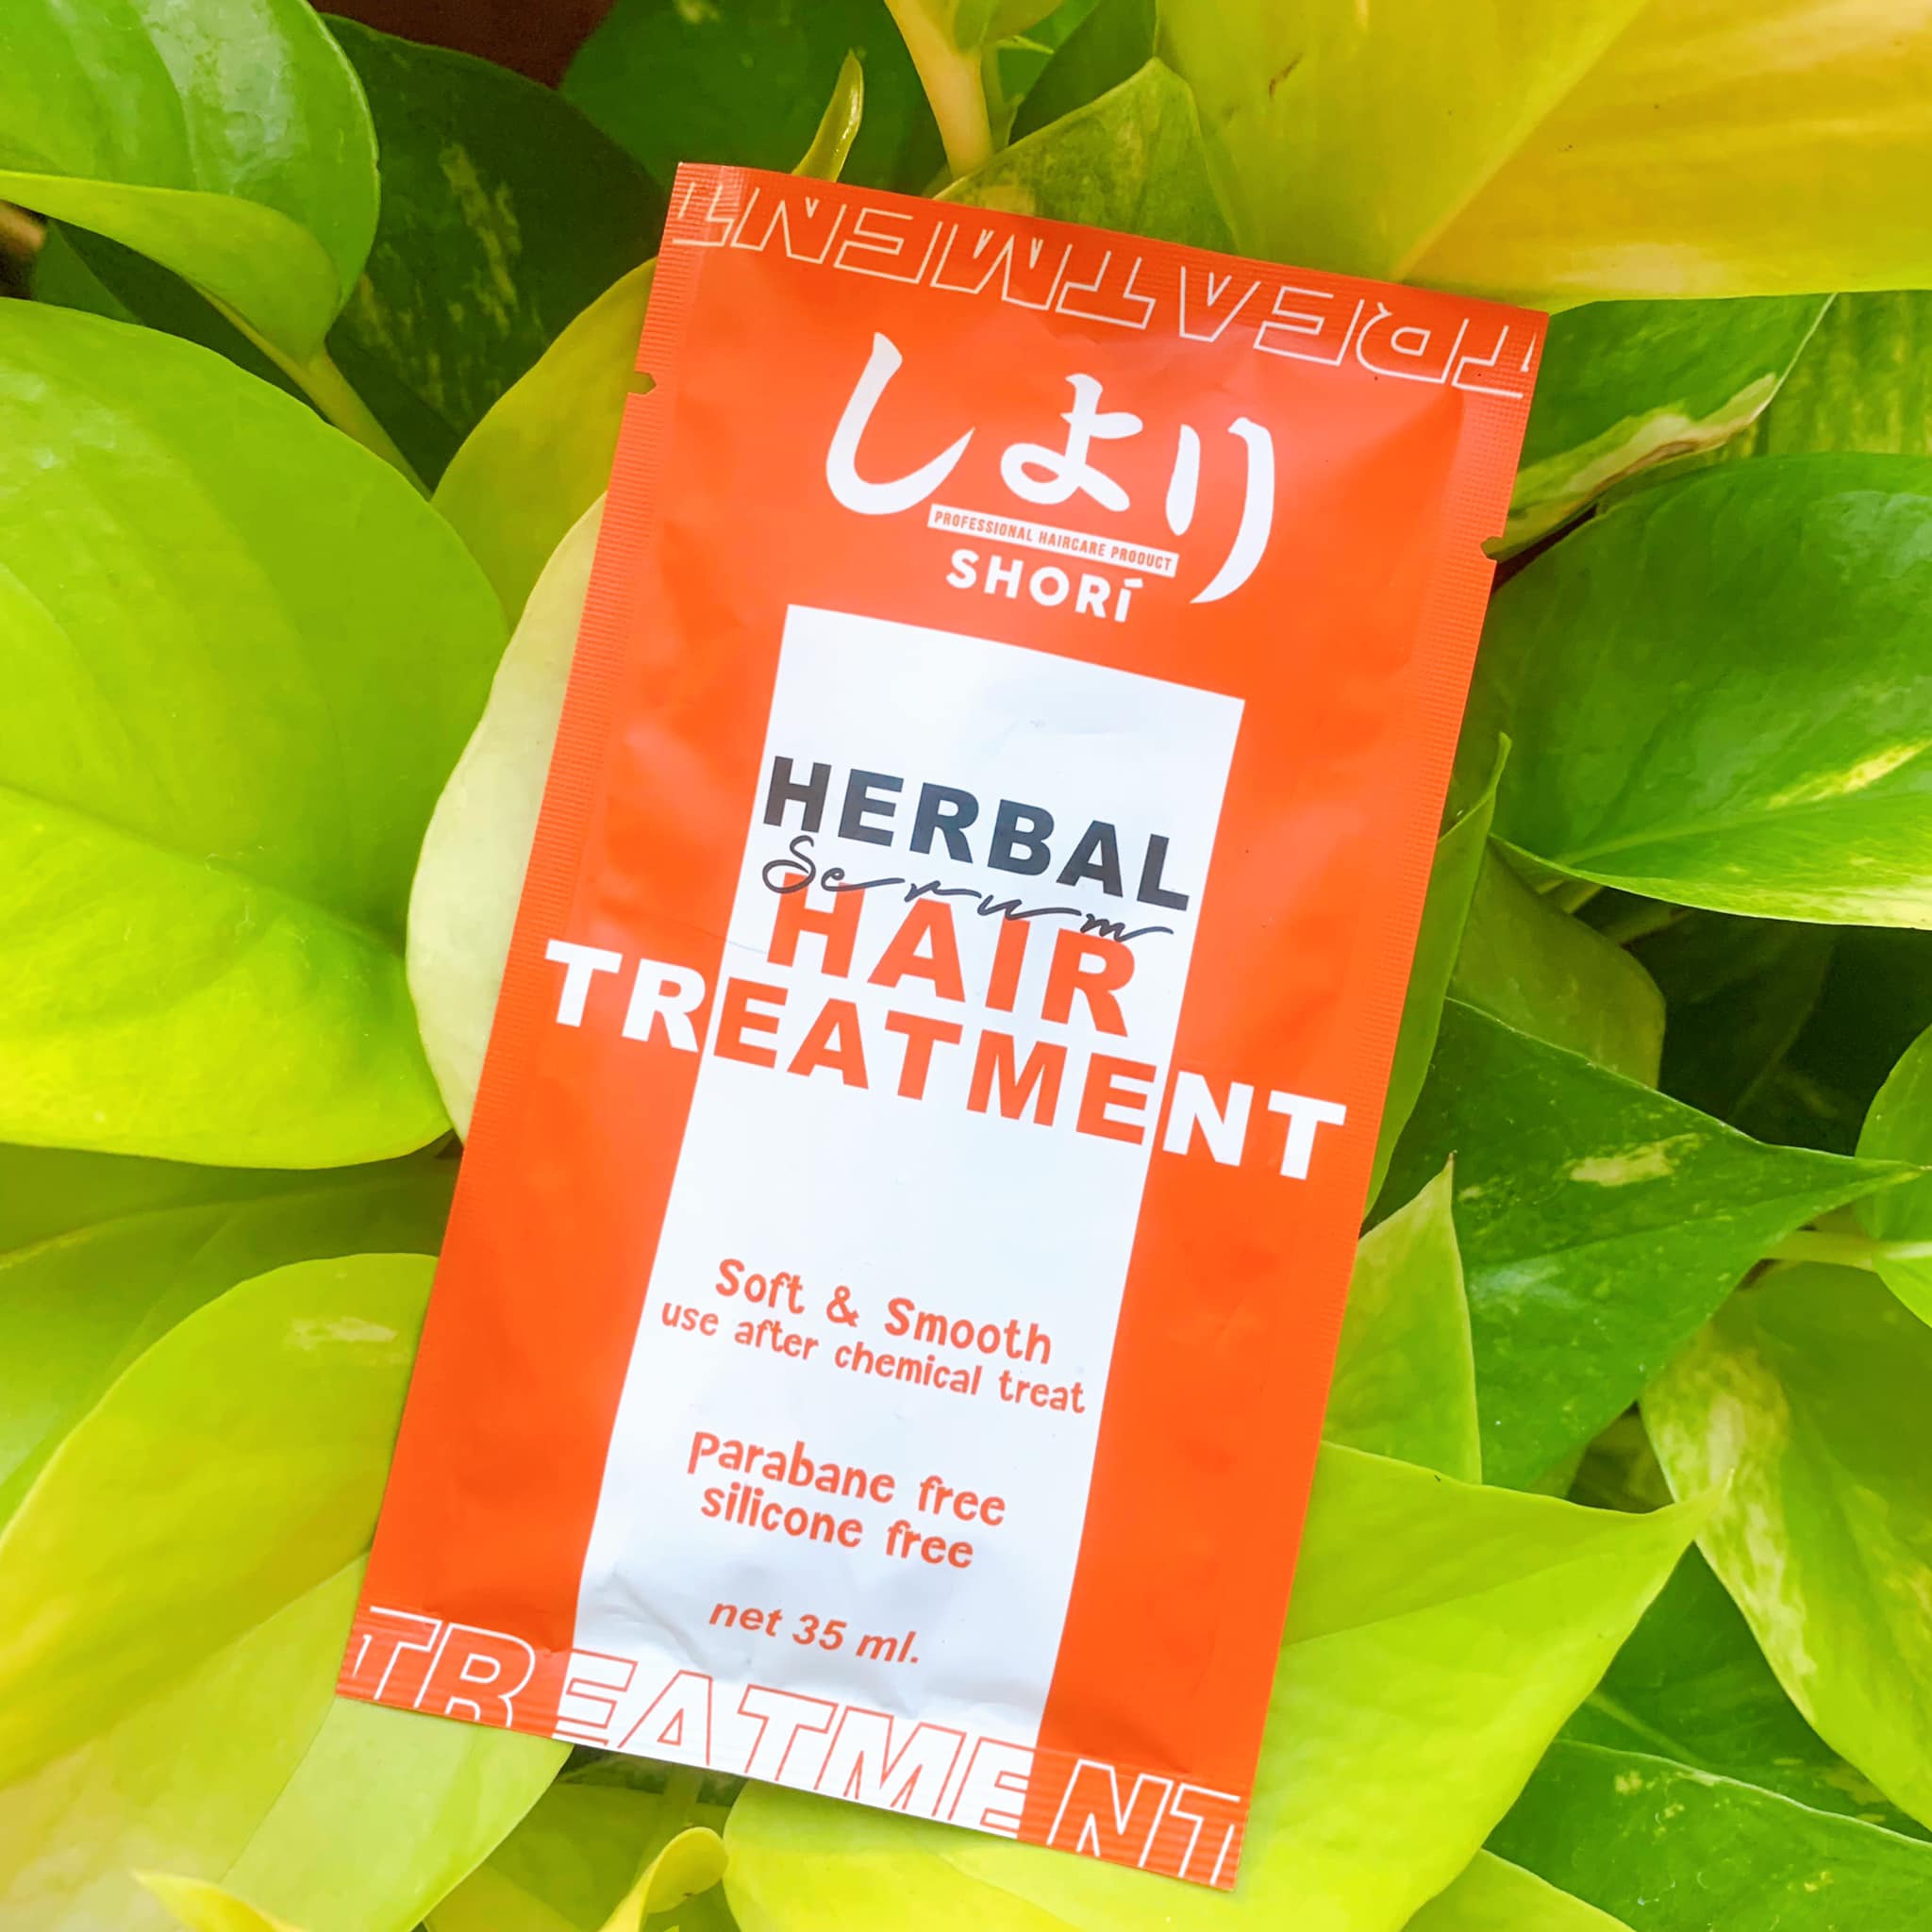 TREATMENT
しより
PROFESSIONAL HAIRCARE PRODUCT
SHORÍ
HERBAL
Serum
HAIR
TREATMENT
Soft & Smooth
use after chemical treat
parabane free
silicone free
net 35 ml.
TREATMENT